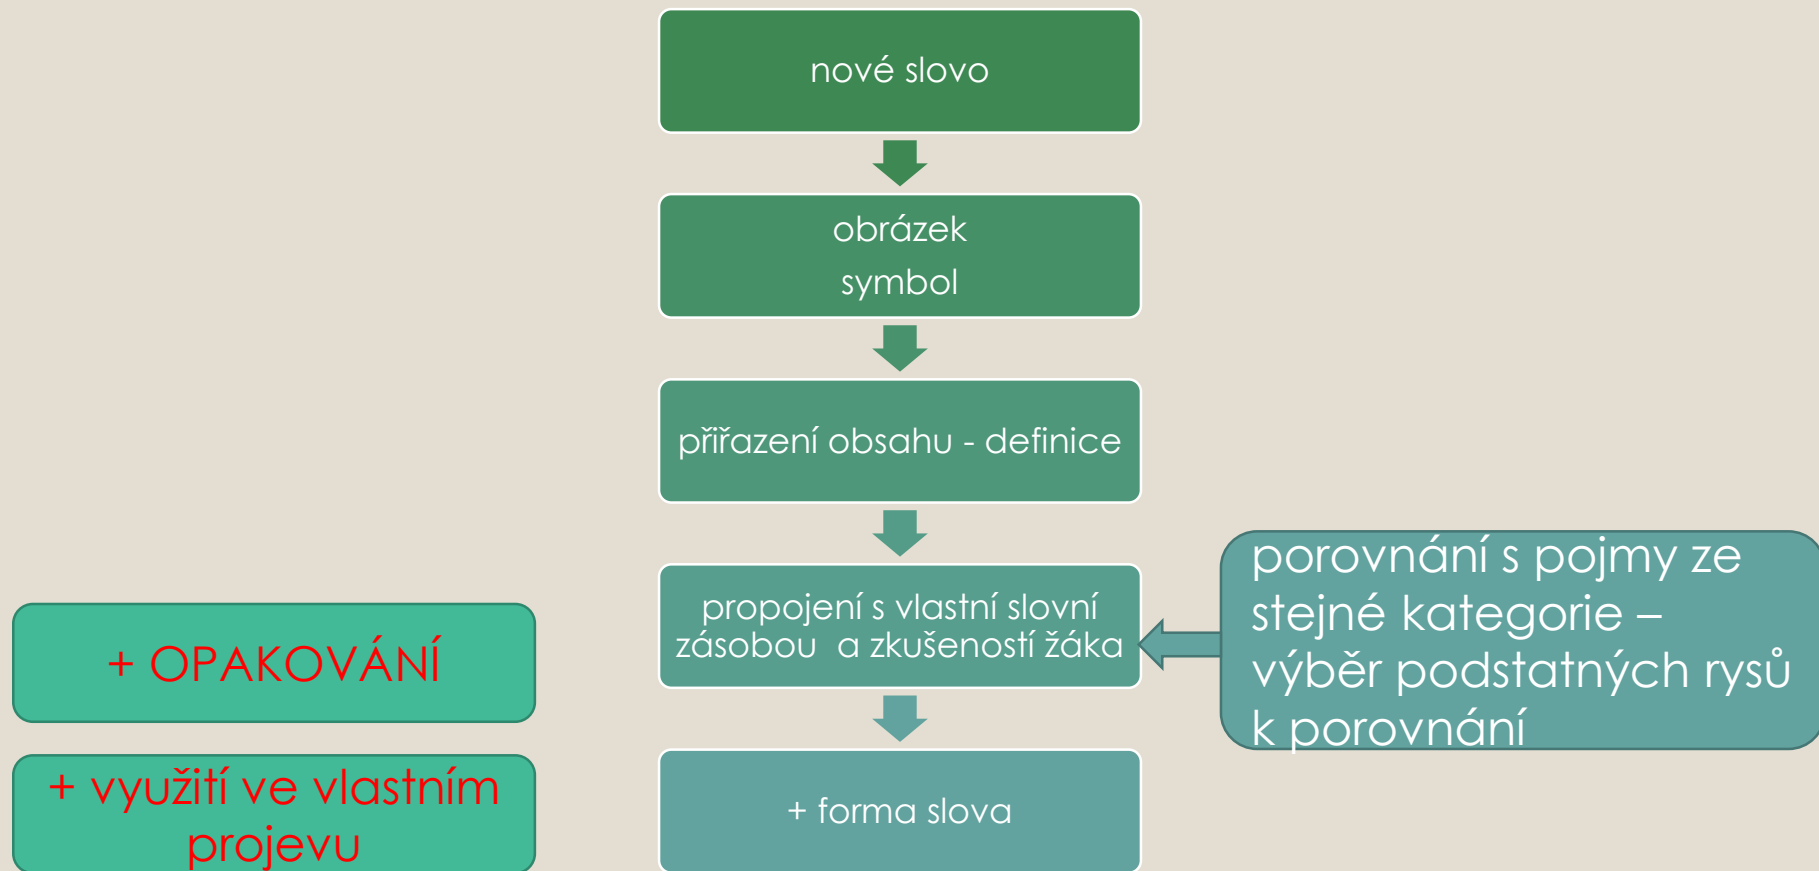 nové slovo
obrázek
symbol
přiřazení obsahu - definice
propojení s vlastní slovní
zásobou a zkušeností žáka
porovnání s pojmy ze
stejné kategorie –
výběr podstatných rysů
k porovnání
+ OPAKOVÁNÍ
+ využití ve vlastním
projevu
+ forma slova